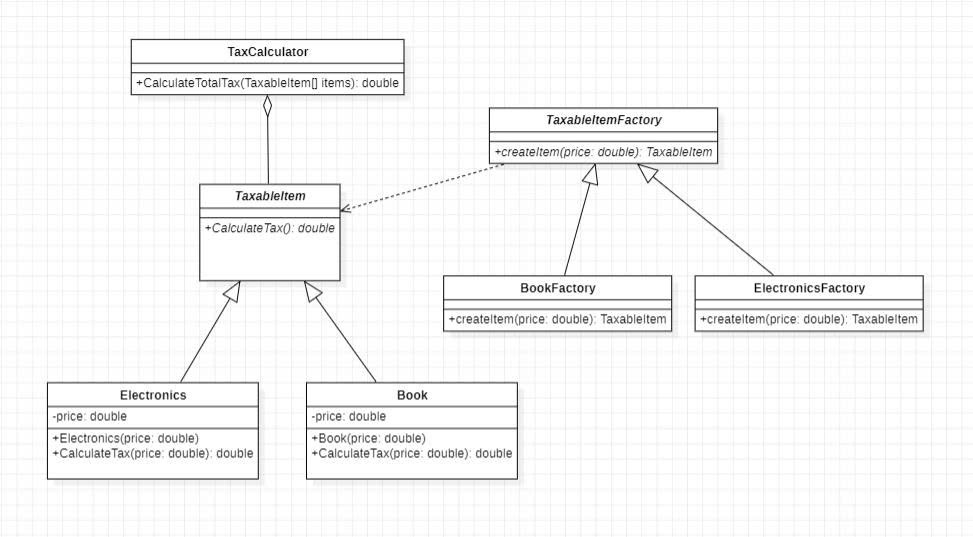 TaxCalculator
+CalculateTotalTax(TaxableItem[] items): double
TaxableItemFactory
+createItem(price: double): TaxableItem
TaxableItem
+CalculateTax(): double
BookFactory
+createItem(price: double): TaxableItem
ElectronicsFactory
+createItem(price: double): TaxableItem
Electronics
-price: double
+Electronics(price: double)
+CalculateTax(price: double): double
Book
-price: double
+Book(price: double)
+CalculateTax(price: double): double